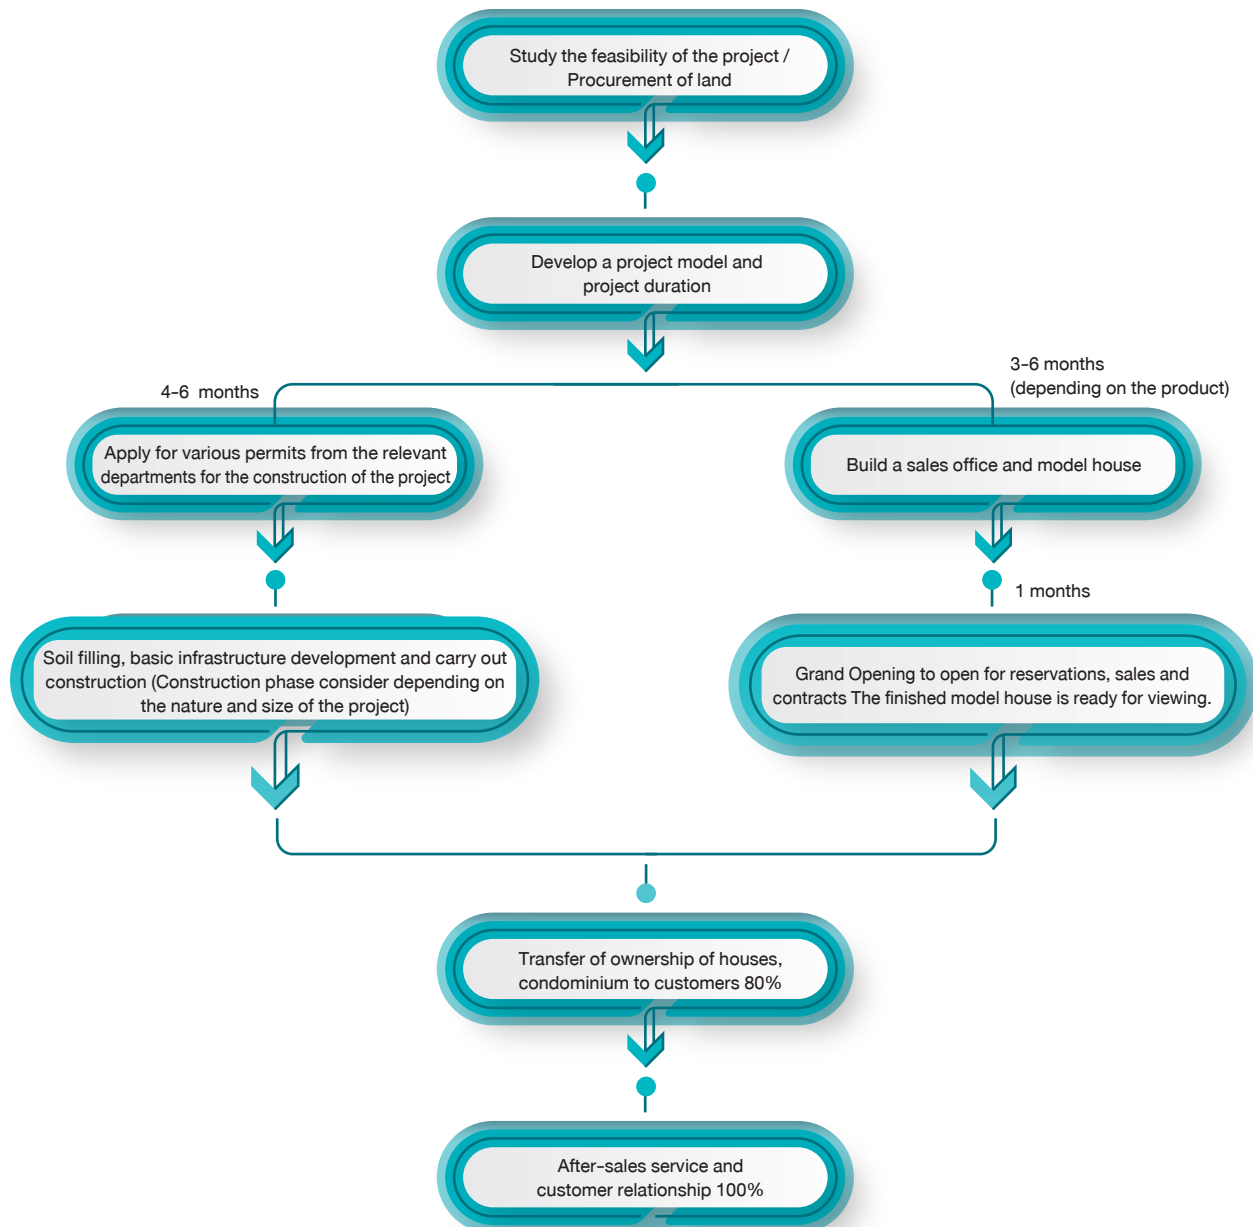 Study the feasibility of the project /
Procurement of land
Develop a project model and
project duration
4-6 months
3-6 months
(depending on the product)
Apply for various permits from the relevant
departments for the construction of the project
Build a sales office and model house
1 months
Soil filling, basic infrastructure development and carry out
construction (Construction phase consider depending on
the nature and size of the project)
Grand Opening to open for reservations, sales and
contracts The finished model house is ready for viewing.
Transfer of ownership of houses,
condominium to customers 80%
After-sales service and
customer relationship 100%